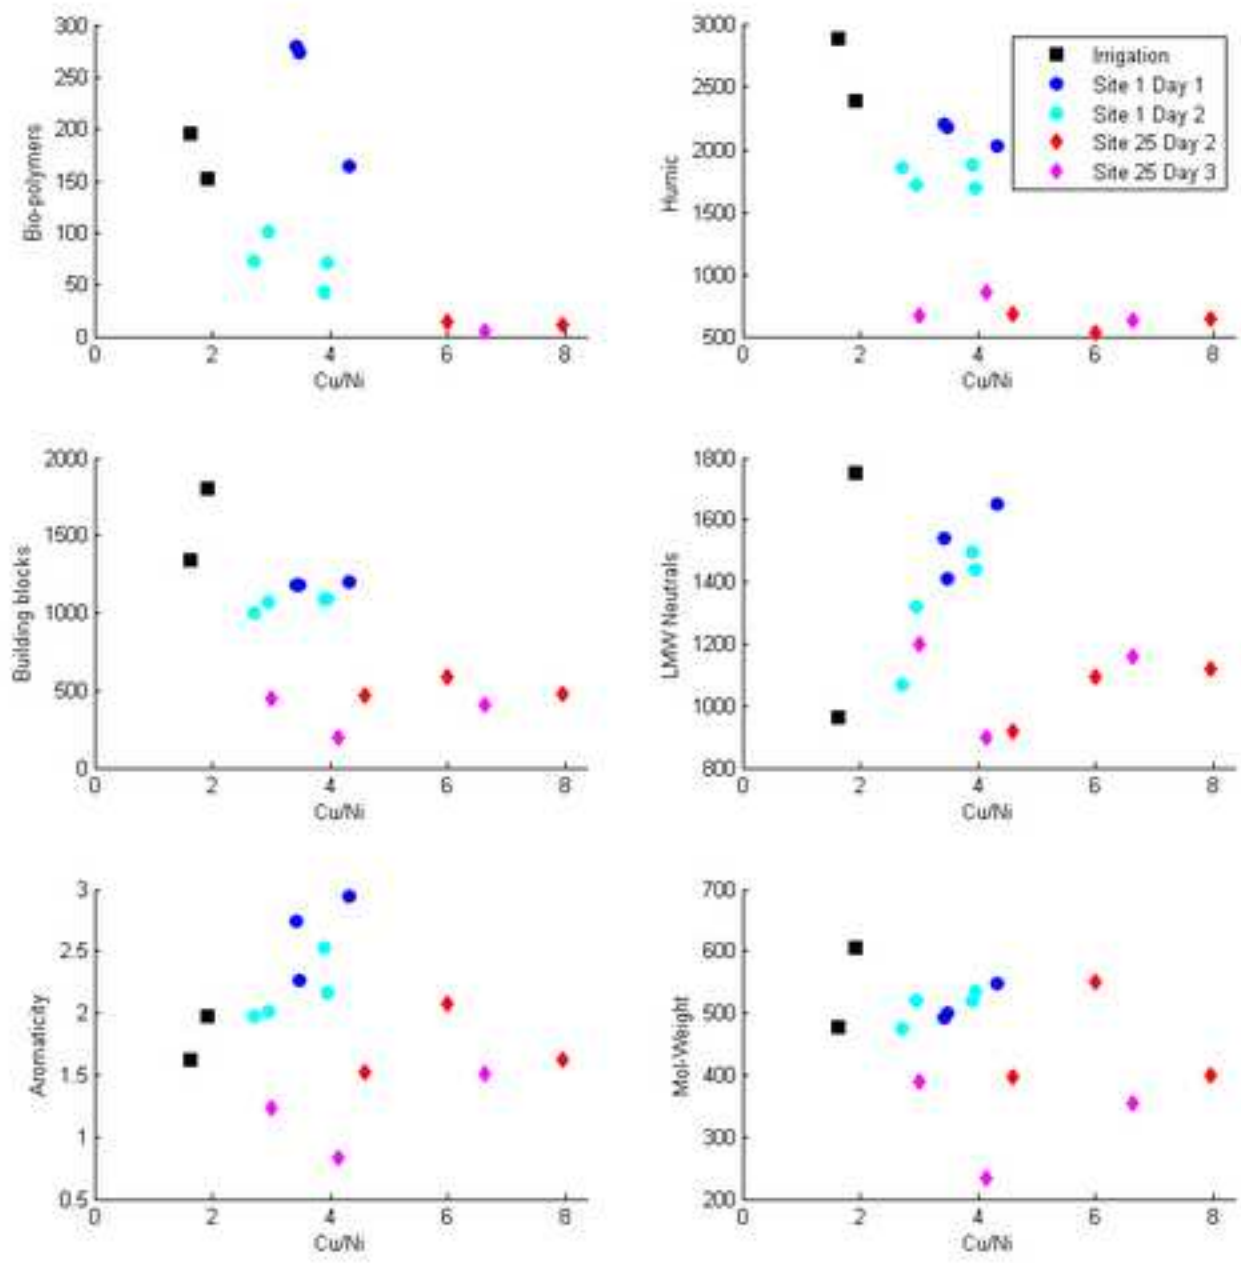 300
250
200
150
100
50
0
Bio-polymers
0 2 4 6 8
Cu/Ni
3000
2500
2000
1500
1000
500
Humic
0 2 4 6 8
Cu/Ni
Irrigation
Site 1 Day 1
Site 1 Day 2
Site 25 Day 2
Site 25 Day 3
2000
1500
1000
500
0
Building blocks
0 2 4 6 8
Cu/Ni
1800
1600
1400
1200
1000
800
LMW Neutrals
0 2 4 6 8
Cu/Ni
3
2.5
2
1.5
1
0.5
Aromaticity
0 2 4 6 8
Cu/Ni
700
600
500
400
300
200
Mol-Weight
0 2 4 6 8
Cu/Ni